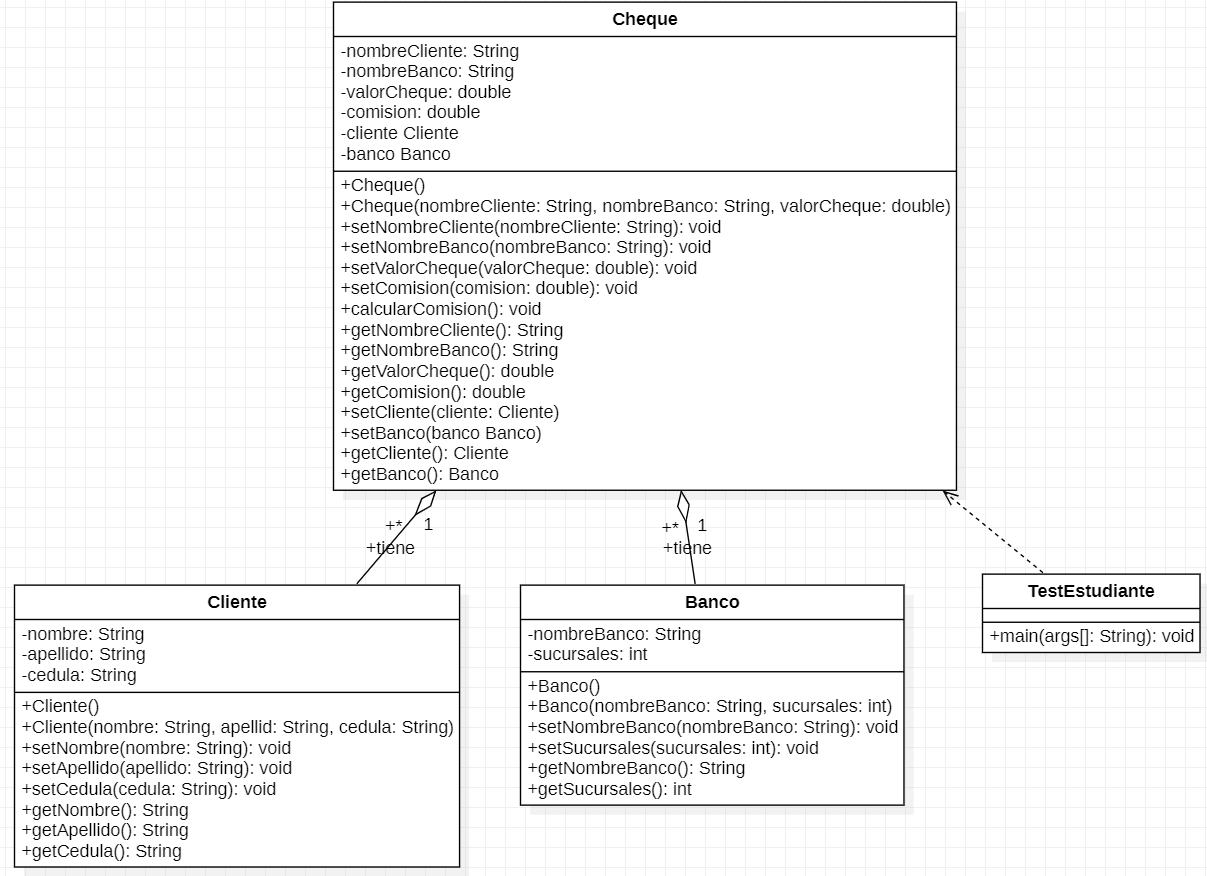 Cheque
-nombreCliente: String
-nombreBanco: String
-valorCheque: double
-comision: double
-cliente Cliente
-banco Banco
+Cheque()
+Cheque(nombreCliente: String, nombreBanco: String, valorCheque: double)
+setNombreCliente(nombreCliente: String): void
+setNombreBanco(nombreBanco: String): void
+setValorCheque(valorCheque: double): void
+setComision(comision: double): void
+calcularComision(): void
+getNombreCliente(): String
+getNombreBanco(): String
+getValorCheque(): double
+getComision(): double
+setCliente(cliente: Cliente)
+setBanco(banco Banco)
+getCliente(): Cliente
+getBanco(): Banco
+* 1
+tiene
+* 1
+tiene
Cliente
-nombre: String
-apellido: String
-cedula: String
+Cliente()
+Cliente(nombre: String, apellid: String, cedula: String)
+setNombre(nombre: String): void
+setApellido(apellido: String): void
+setCedula(cedula: String): void
+getNombre(): String
+getApellido(): String
+getCedula(): String
Banco
-nombreBanco: String
-sucursales: int
+Banco()
+Banco(nombreBanco: String, sucursales: int)
+setNombreBanco(nombreBanco: String): void
+setSucursales(sucursales: int): void
+getNombreBanco(): String
+getSucursales(): int
TestEstudiante
+main(args[]: String): void